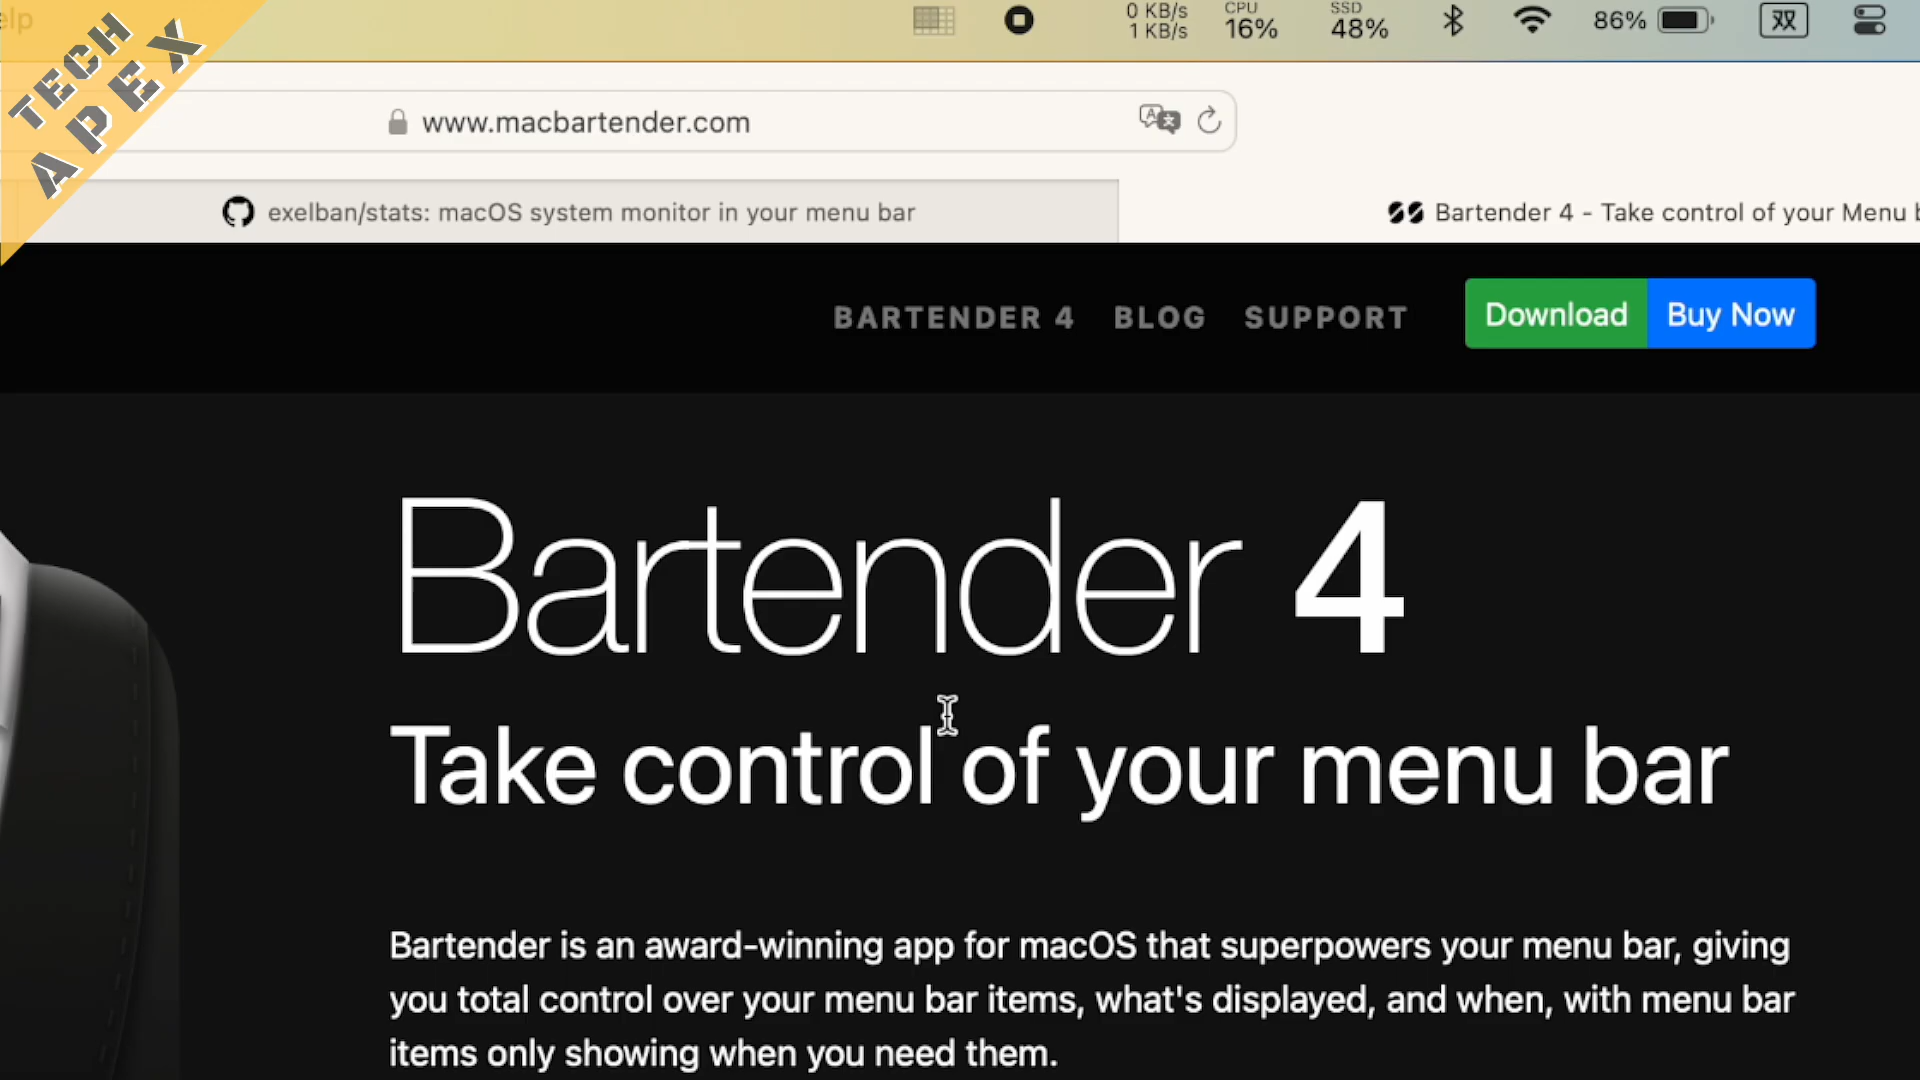 elp
0 KB/s
1 KB/s
CPU
16%
SSD
48%
86%
双
TECH
APEX
www.macbartender.com
exelban/stats: macOS system monitor in your menu bar
Bartender 4 - Take control of your Menu b
BARTENDER 4 BLOG SUPPORT Download Buy Now
Bartender 4
Take control of your menu bar
Bartender is an award-winning app for macOS that superpowers your menu bar, giving
you total control over your menu bar items, what's displayed, and when, with menu bar
items only showing when you need them.